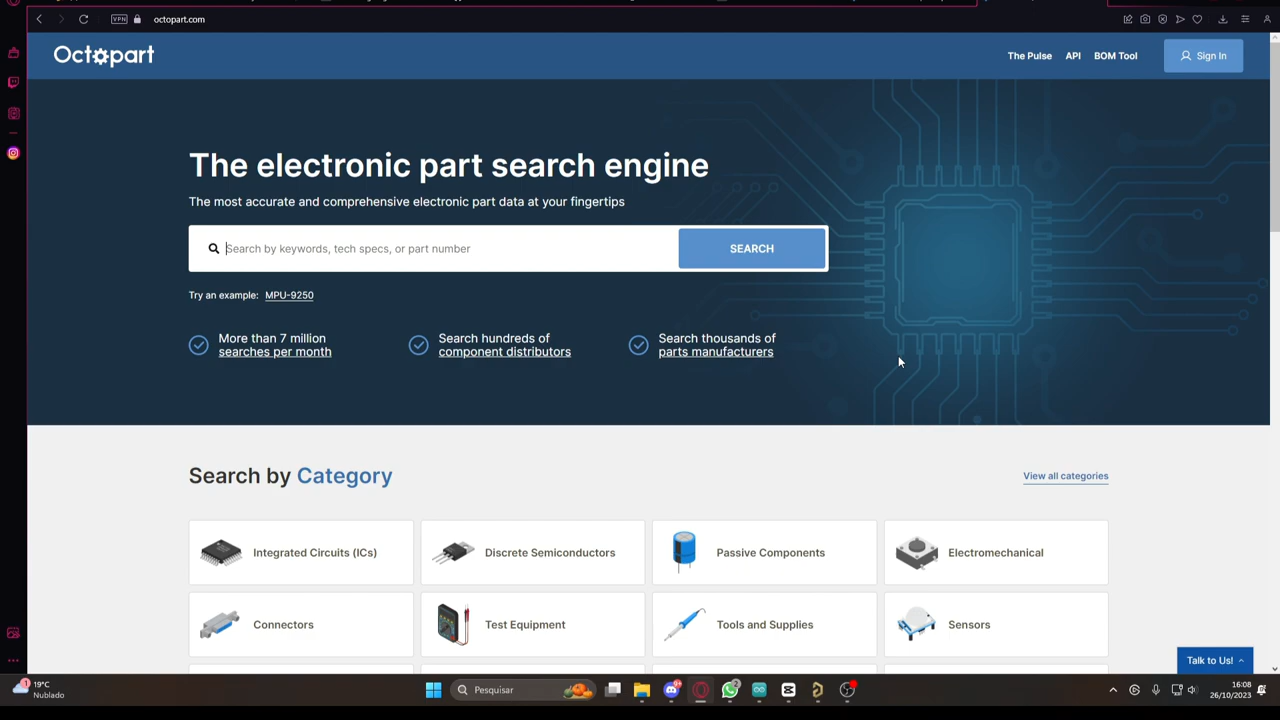 VPN
octopart.com
Octopart
The Pulse
API
BOM Tool
Sign In
The electronic part search engine
The most accurate and comprehensive electronic part data at your fingertips
Search by keywords, tech specs, or part number
SEARCH
Try an example: MPU-9250
More than 7 million
searches per month
Search hundreds of
component distributors
Search thousands of
parts manufacturers
Search by Category
View all categories
Integrated Circuits (ICs)
Discrete Semiconductors
Passive Components
Electromechanical
Connectors
Test Equipment
Tools and Supplies
Sensors
Talk to Us!
1
19°C
Nublado
Pesquisar
9+
16:08
26/10/2023